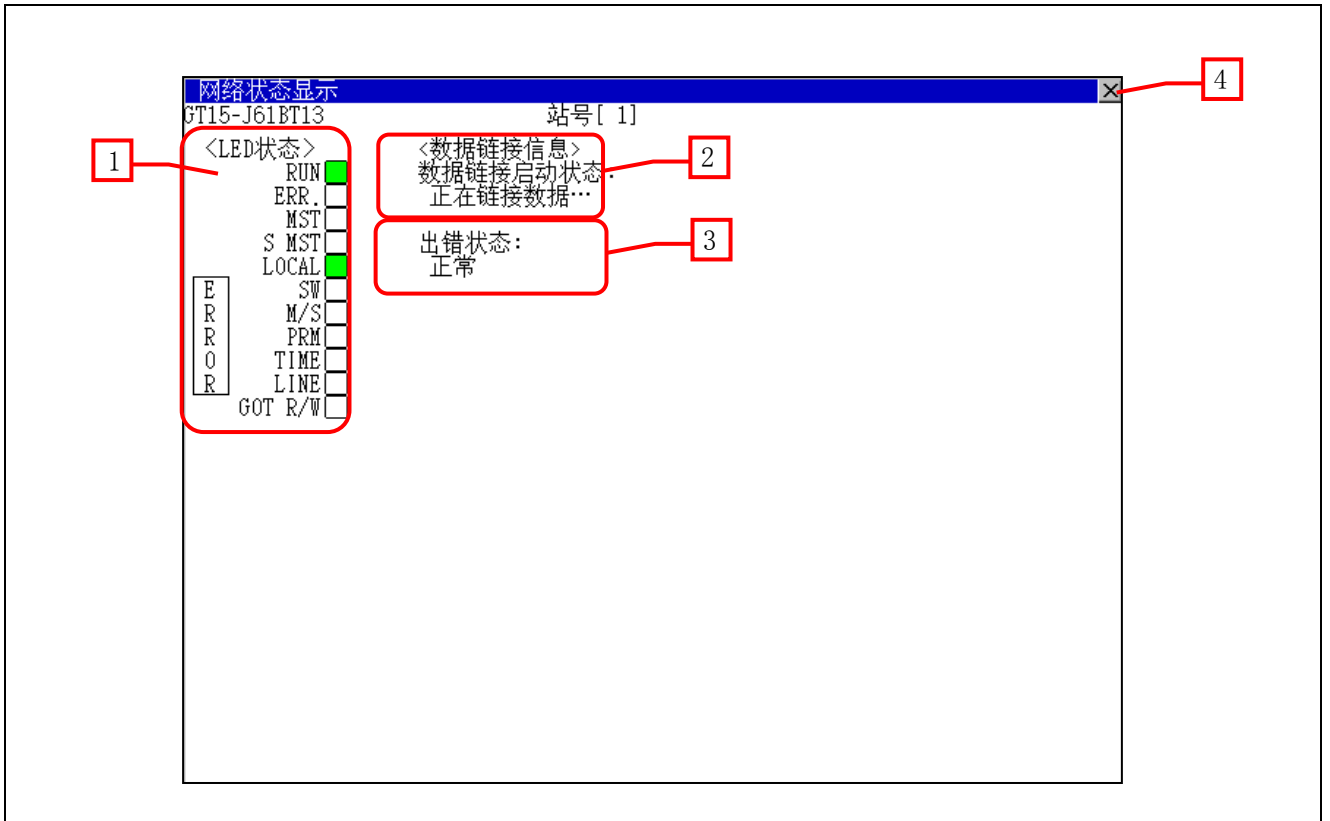 网络状态显示
GT15-J61BT13 站号[ 1]
<LED状态>
RUN
ERR.
MST
S MST
LOCAL
SW
M/S
PRM
TIME
LINE
GOT R/W
ERROR
<数据链接信息>
数据链接启动状态:
正在链接数据…
出错状态:
正常
1
2
3
4